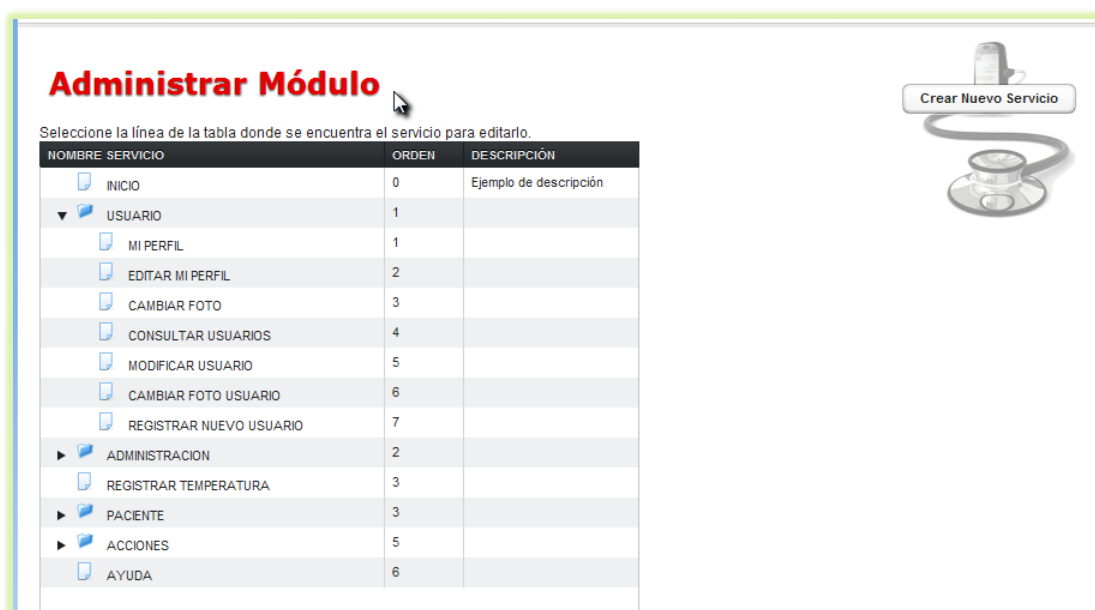 Administrar Módulo
Crear Nuevo Servicio
Seleccione la línea de la tabla donde se encuentra el servicio para editarlo.
NOMBRE SERVICIO ORDEN DESCRIPCIÓN
INICIO 0 Ejemplo de descripción
USUARIO 1
MI PERFIL 1
EDITAR MI PERFIL 2
CAMBIAR FOTO 3
CONSULTAR USUARIOS 4
MODIFICAR USUARIO 5
CAMBIAR FOTO USUARIO 6
REGISTRAR NUEVO USUARIO 7
ADMINISTRACION 2
REGISTRAR TEMPERATURA 3
PACIENTE 3
ACCIONES 5
AYUDA 6